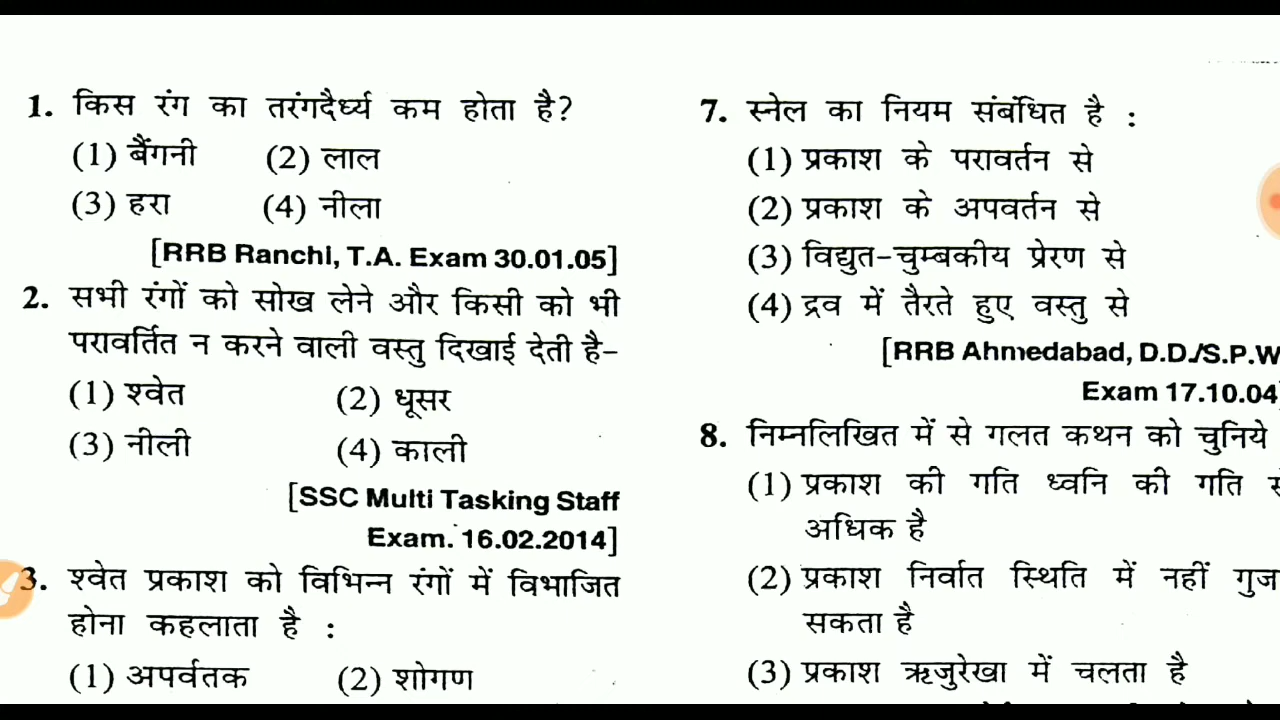 1. किस रंग का तरंगदैर्ध्य कम होता है?
(1) बैंगनी (2) लाल
(3) हरा (4) नीला
[RRB Ranchi, T.A. Exam 30.01.05]
2. सभी रंगों को सोख लेने और किसी को भी
परावर्तित न करने वाली वस्तु दिखाई देती है-
(1) श्वेत (2) धूसर
(3) नीली (4) काली
[SSC Multi Tasking Staff
Exam. 16.02.2014]
3. श्वेत प्रकाश को विभिन्न रंगों में विभाजित
होना कहलाता है :
(1) अपर्वतक (2) शोगण
7. स्नेल का नियम संबंधित है :
(1) प्रकाश के परावर्तन से
(2) प्रकाश के अपवर्तन से
(3) विद्युत-चुम्बकीय प्रेरण से
(4) द्रव में तैरते हुए वस्तु से
[RRB Ahmedabad, D.D./S.P.W
Exam 17.10.04]
8. निम्नलिखित में से गलत कथन को चुनिये
(1) प्रकाश की गति ध्वनि की गति
अधिक है
(2) प्रकाश निर्वात स्थिति में नहीं
सकता है
(3) प्रकाश ऋजुरेखा में चलता है